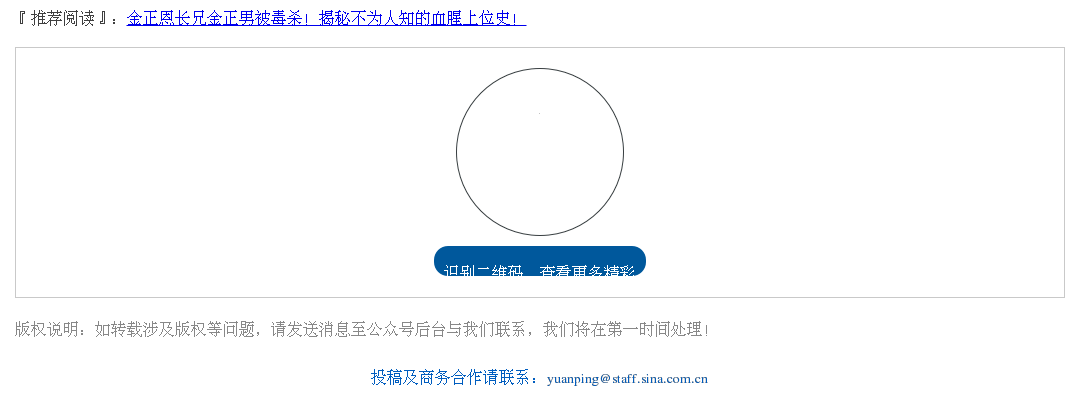 『 推荐阅读 』：金正恩长兄金正男被毒杀！揭秘不为人知的血腥上位史！
识别二维码，查看更多精彩
版权说明：如转载涉及版权等问题，请发送消息至公众号后台与我们联系，我们将在第一时间处理！
投稿及商务合作请联系：yuanping@staff.sina.com.cn